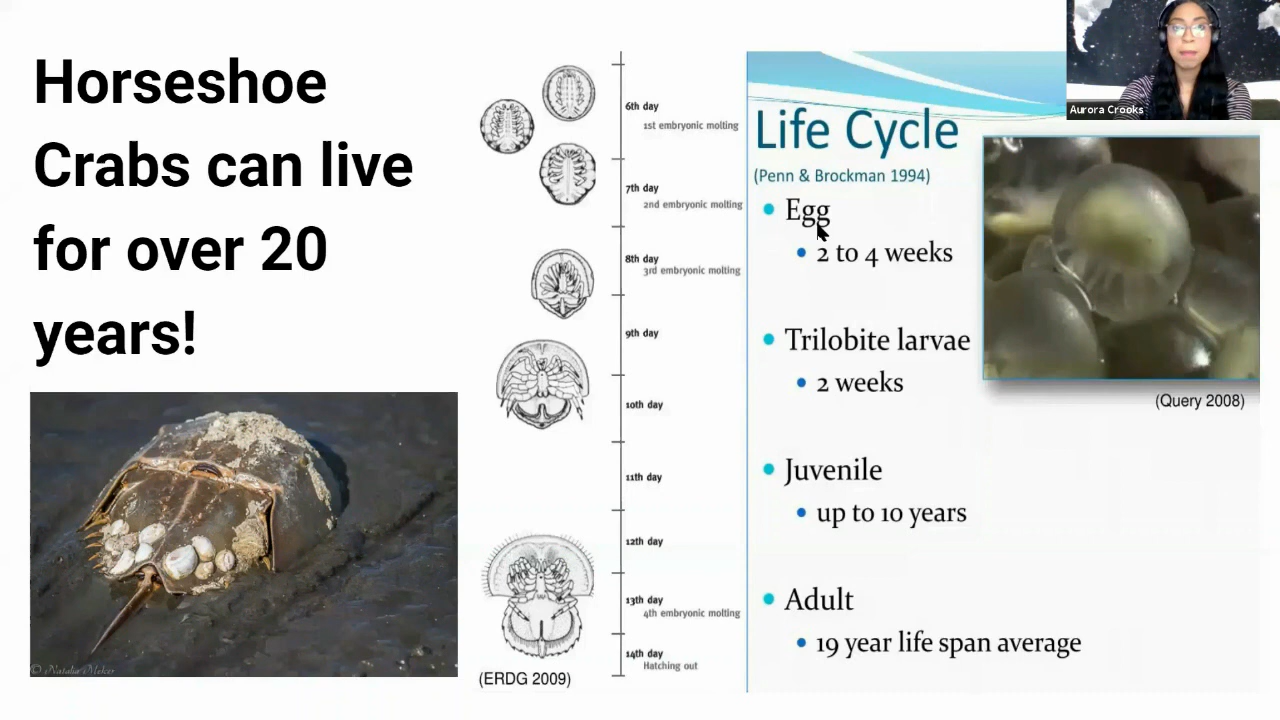 Horseshoe
Crabs can live
for over 20
years!
© Natalia Meker
6th day
1st embryonic molting
7th day
2nd embryonic molting
8th day
3rd embryonic molting
9th day
10th day
11th day
12th day
13th day
4th embryonic molting
14th day
Hatching out
(ERDG 2009)
Life Cycle
(Penn & Brockman 1994)
Egg
2 to 4 weeks
Trilobite larvae
2 weeks
Juvenile
up to 10 years
Adult
19 year life span average
(Query 2008)
Aurora Crooks